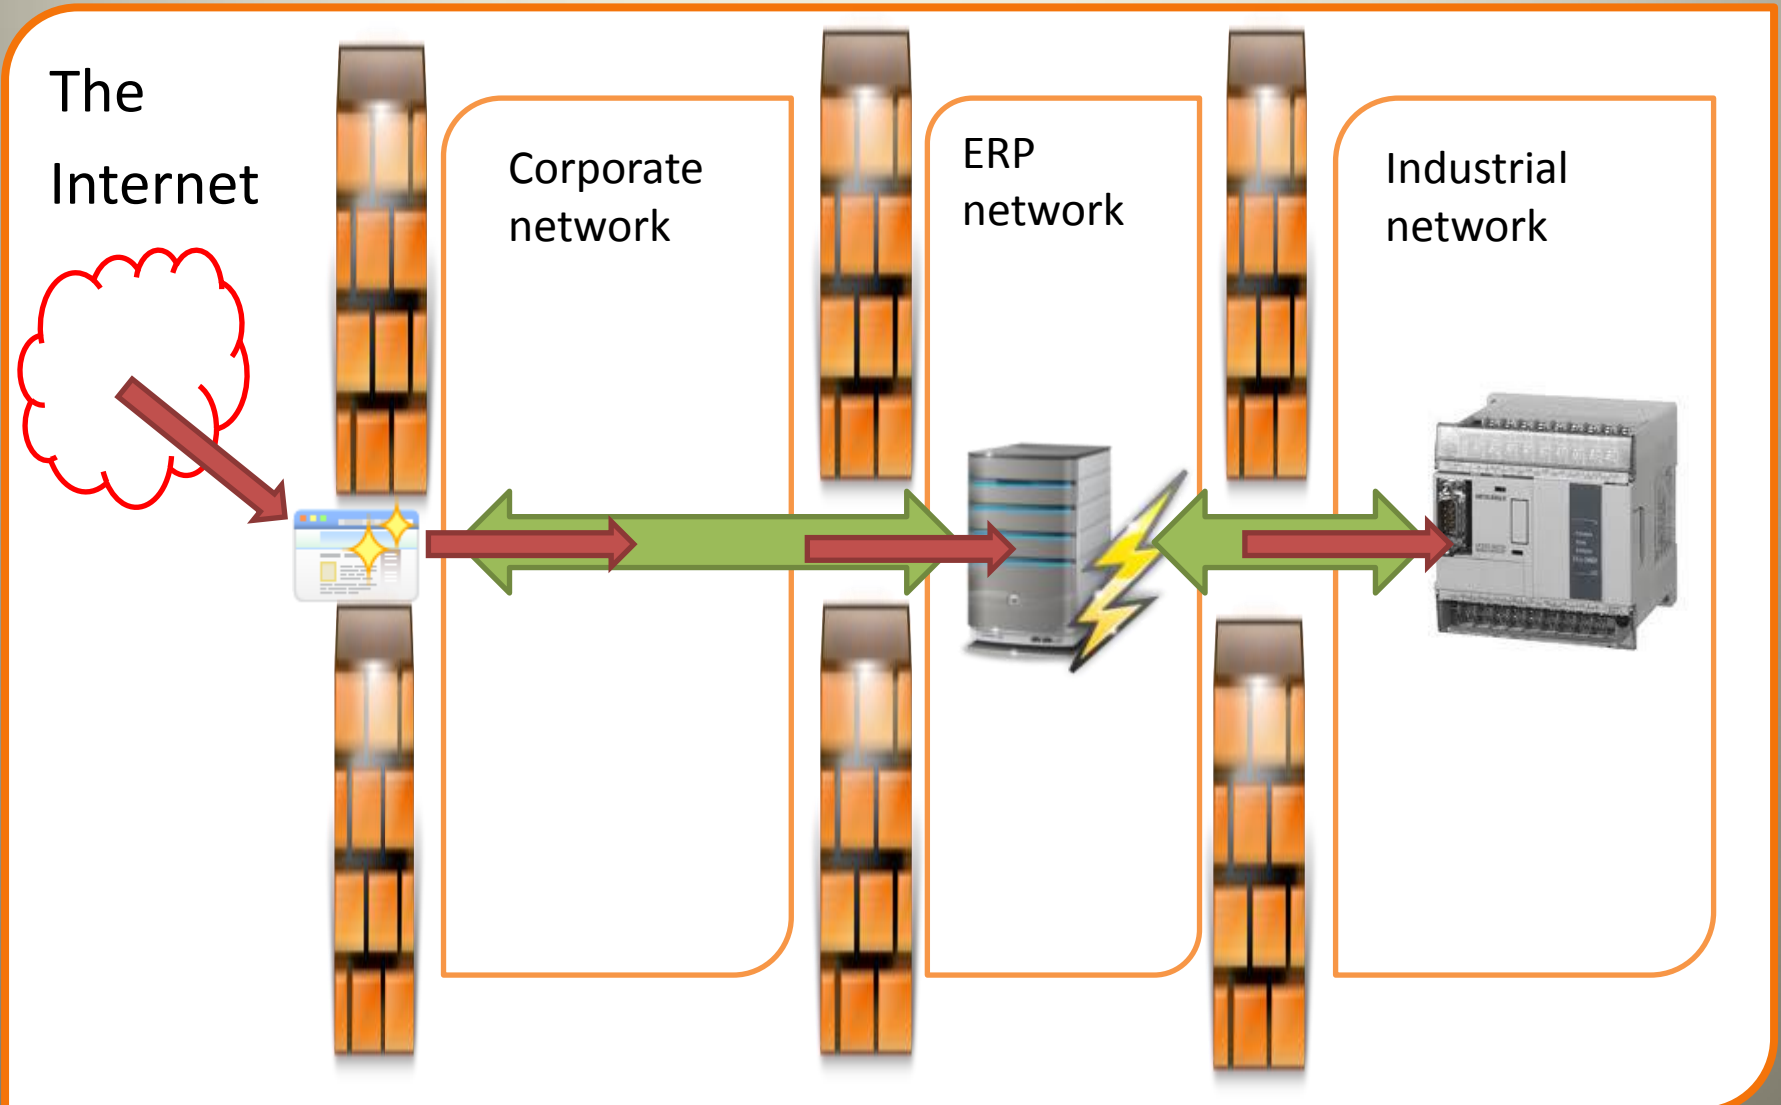 The
Internet
Corporate
network
ERP
network
Industrial
network